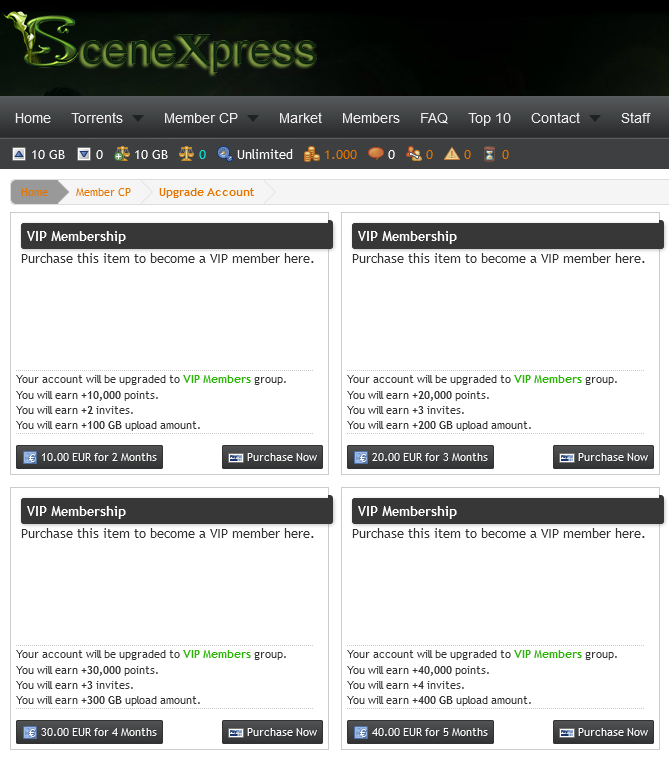 SceneXpress
Home Torrents Member CP Market Members FAQ Top 10 Contact Staff
10 GB 0 10 GB 0 Unlimited 1.000 0 0 0 0
Home Member CP Upgrade Account
VIP Membership
Purchase this item to become a VIP member here.
Your account will be upgraded to VIP Members group.
You will earn +10,000 points.
You will earn +2 invites.
You will earn +100 GB upload amount.
10.00 EUR for 2 Months Purchase Now
VIP Membership
Purchase this item to become a VIP member here.
Your account will be upgraded to VIP Members group.
You will earn +20,000 points.
You will earn +3 invites.
You will earn +200 GB upload amount.
20.00 EUR for 3 Months Purchase Now
VIP Membership
Purchase this item to become a VIP member here.
Your account will be upgraded to VIP Members group.
You will earn +30,000 points.
You will earn +3 invites.
You will earn +300 GB upload amount.
30.00 EUR for 4 Months Purchase Now
VIP Membership
Purchase this item to become a VIP member here.
Your account will be upgraded to VIP Members group.
You will earn +40,000 points.
You will earn +4 invites.
You will earn +400 GB upload amount.
40.00 EUR for 5 Months Purchase Now